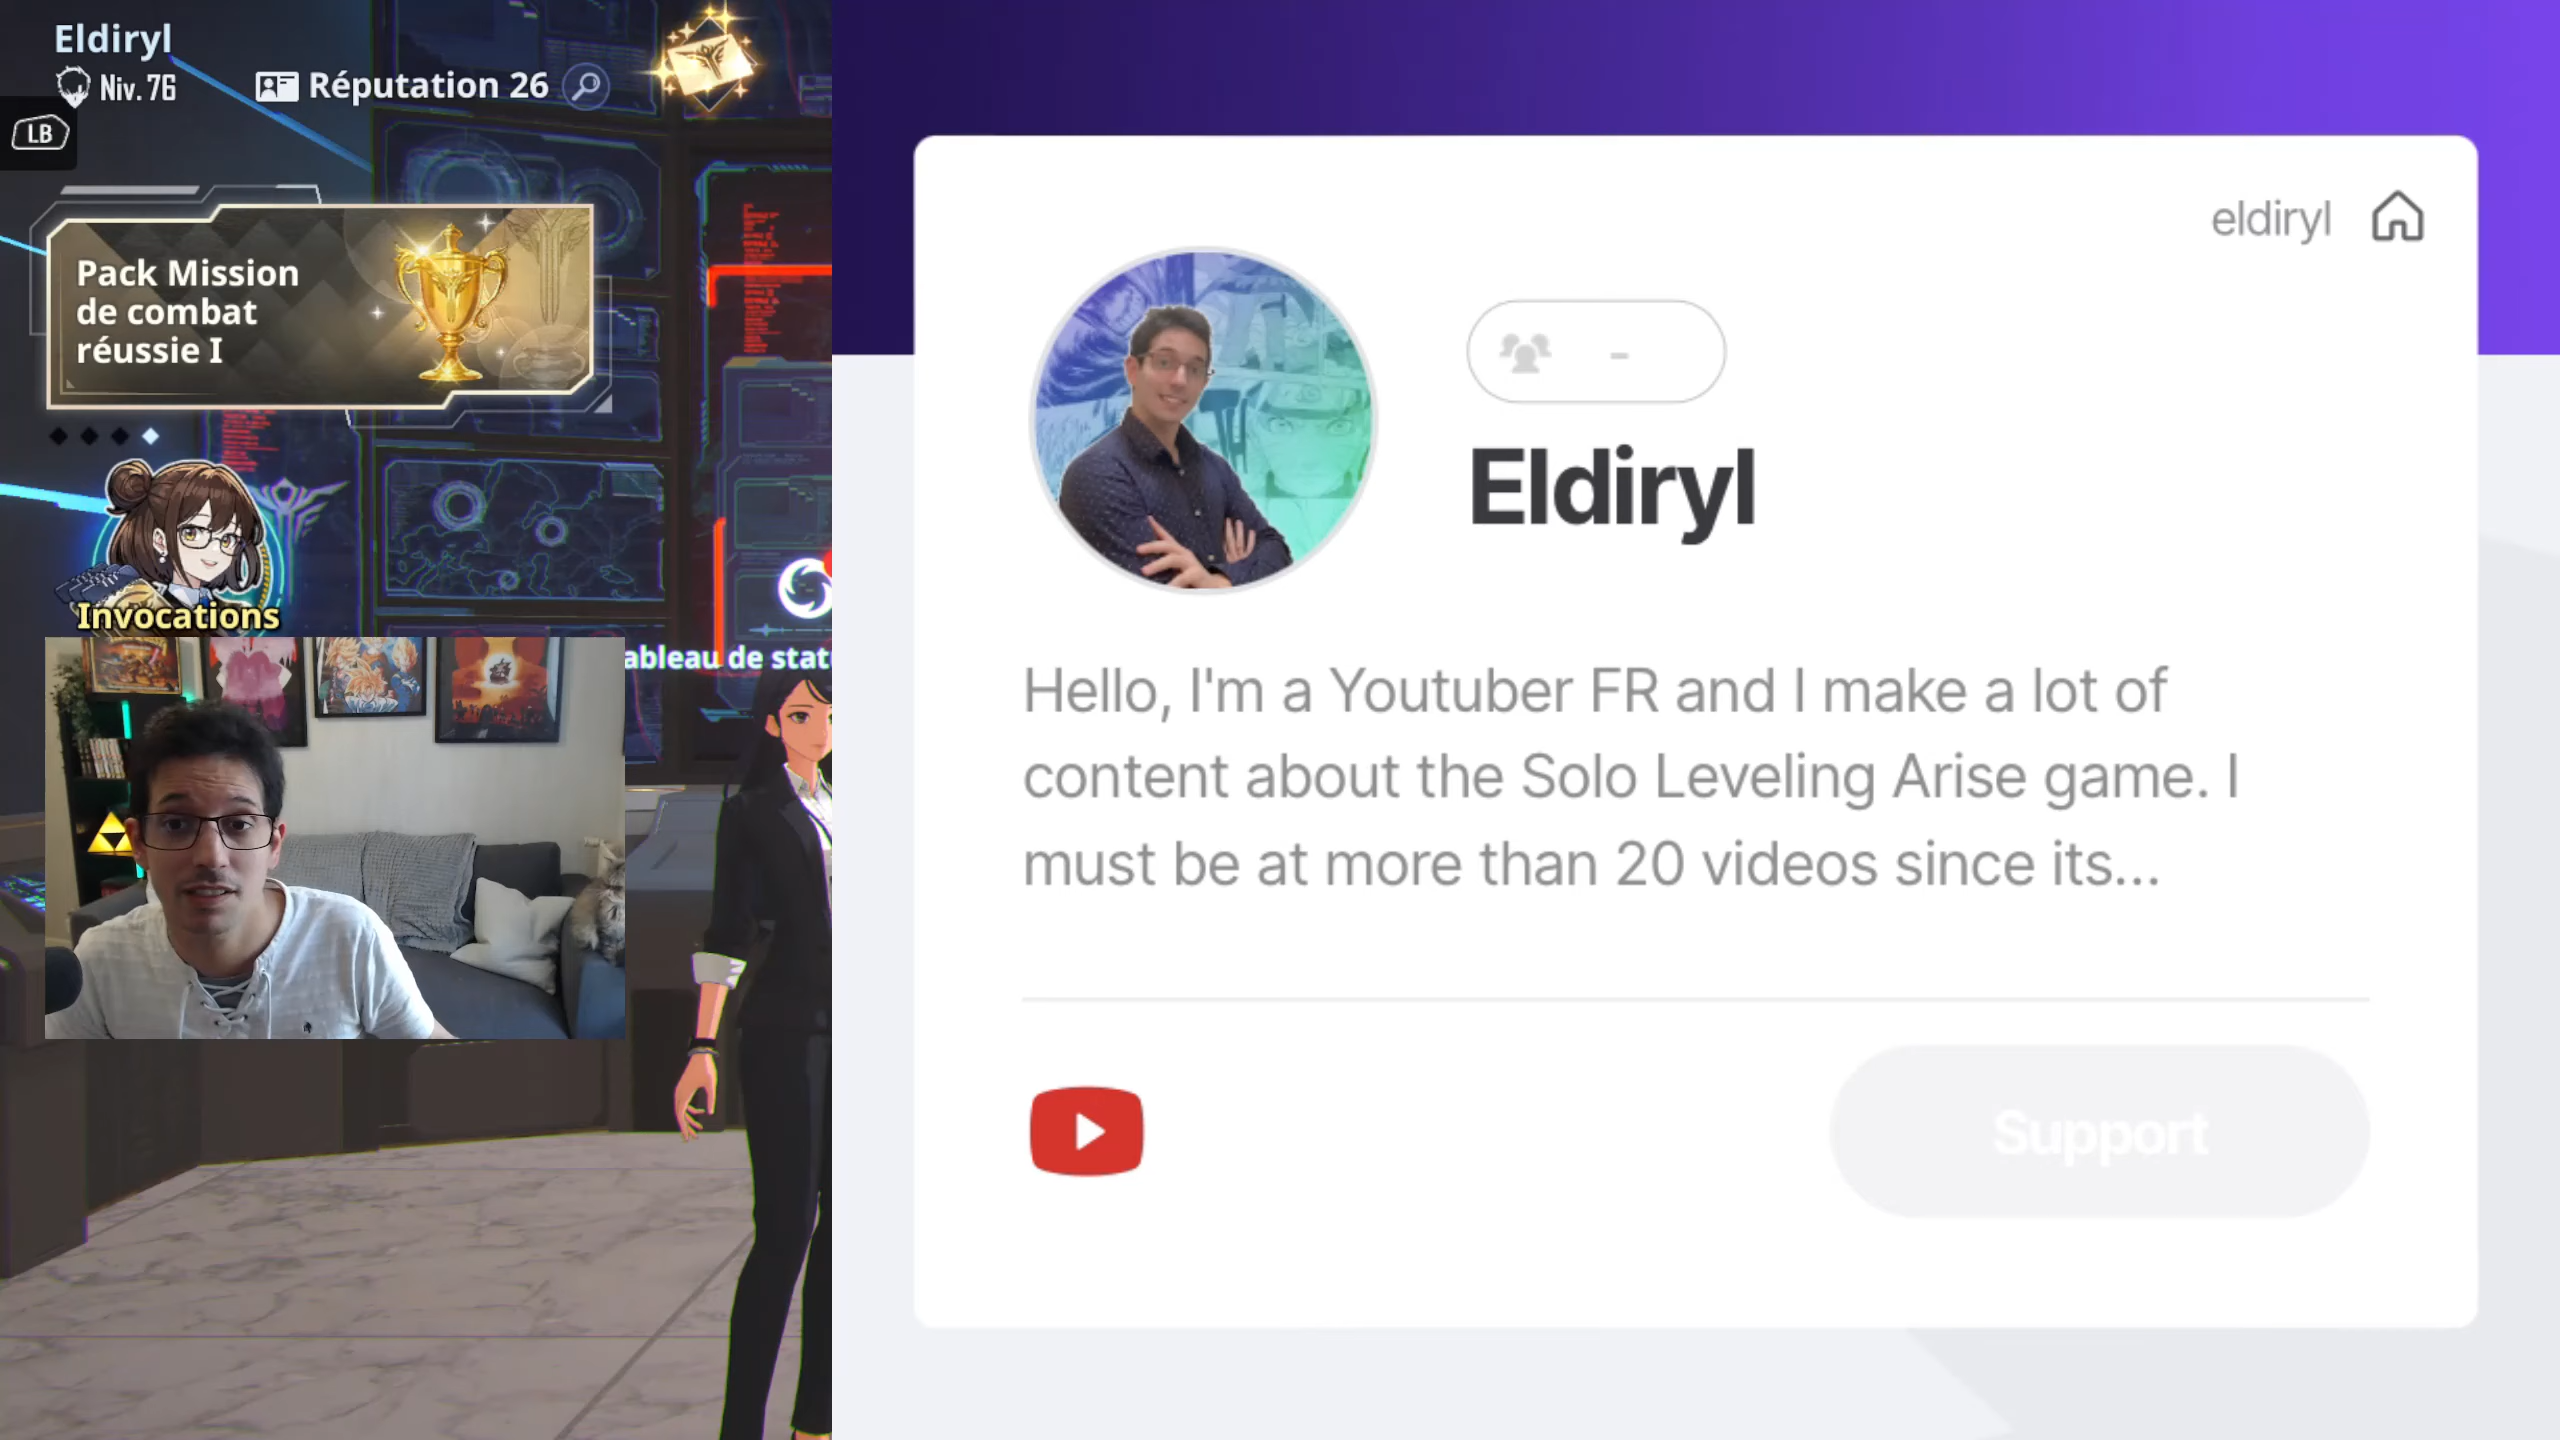 Eldiryl
Niv. 76
Réputation 26
LB
Pack Mission
de combat
réussie I
Invocations
ableau de stat
eldiryl
-
Eldiryl
Hello, I'm a Youtuber FR and I make a lot of
content about the Solo Leveling Arise game. I
must be at more than 20 videos since its...
Support